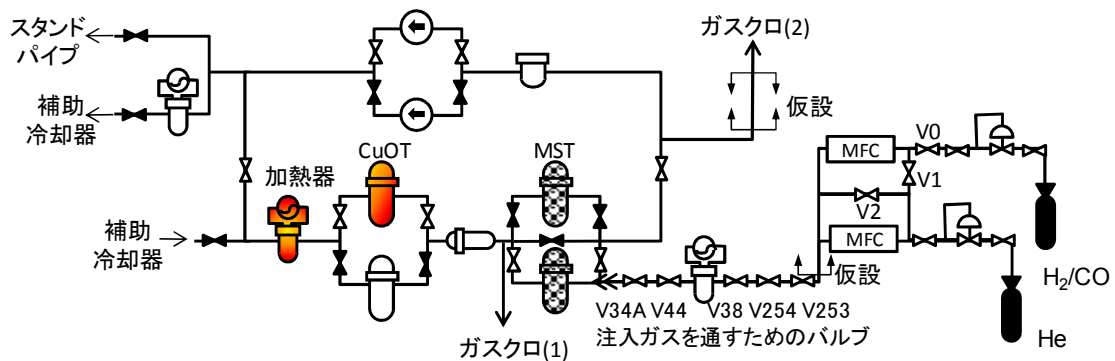 スタンド
パイプ
補助
冷却器
ガスクロ(2)
仮設
CuOT
MST
加熱器
補助
冷却器
MFC
V0
V1
V2
MFC
仮設
V34A V44 V38 V254 V253
注入ガスを通すためのバルブ
ガスクロ(1)
H₂/CO
He